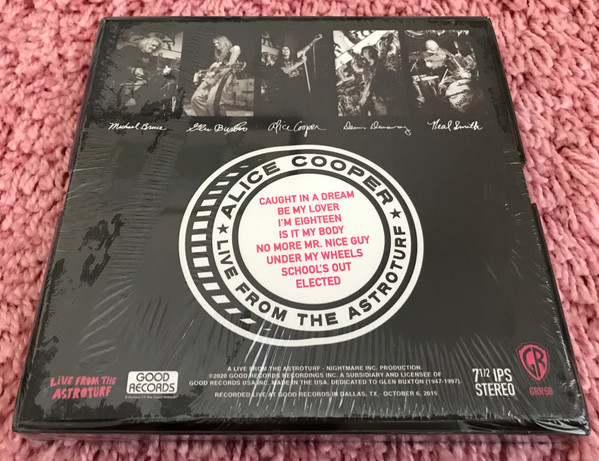 Michael Bruce
Glen Buxton
Alice Cooper
Dennis Dunaway
Neal Smith
ALICE COOPER
CAUGHT IN A DREAM
BE MY LOVER
I'M EIGHTEEN
IS IT MY BODY
NO MORE MR. NICE GUY
UNDER MY WHEELS
SCHOOL'S OUT
ELECTED
★ LIVE FROM THE ASTROTURF ★
LiVE FROM THE
ASTROTURF
GOOD
RECORDS
A LIVE FROM THE ASTROTURF - NIGHTMARE INC. PRODUCTION.
©2020 GOOD RECORDS RECORDINGS INC. A SUBSIDIARY AND LICENSEE OF
GOOD RECORDS USA INC. MADE IN THE USA. DEDICATED TO GLEN BUXTON (1947-1997).
RECORDED LIVE AT GOOD RECORDS IN DALLAS, TX - OCTOBER 6, 2015
7 1/2 IPS
STEREO
GR
GRR50